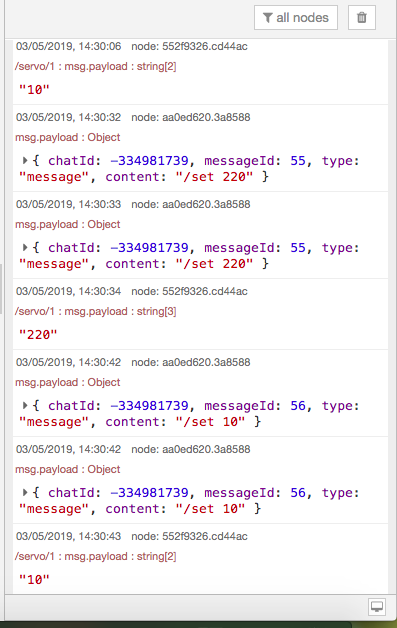 all nodes
03/05/2019, 14:30:06 node: 552f9326.cd44ac
/servo/1 : msg.payload : string[2]
"10"
03/05/2019, 14:30:32 node: aa0ed620.3a8588
msg.payload : Object
{ chatId: -334981739, messageId: 55, type:
"message", content: "/set 220" }
03/05/2019, 14:30:33 node: aa0ed620.3a8588
msg.payload : Object
{ chatId: -334981739, messageId: 55, type:
"message", content: "/set 220" }
03/05/2019, 14:30:34 node: 552f9326.cd44ac
/servo/1 : msg.payload : string[3]
"220"
03/05/2019, 14:30:42 node: aa0ed620.3a8588
msg.payload : Object
{ chatId: -334981739, messageId: 56, type:
"message", content: "/set 10" }
03/05/2019, 14:30:42 node: aa0ed620.3a8588
msg.payload : Object
{ chatId: -334981739, messageId: 56, type:
"message", content: "/set 10" }
03/05/2019, 14:30:43 node: 552f9326.cd44ac
/servo/1 : msg.payload : string[2]
"10"